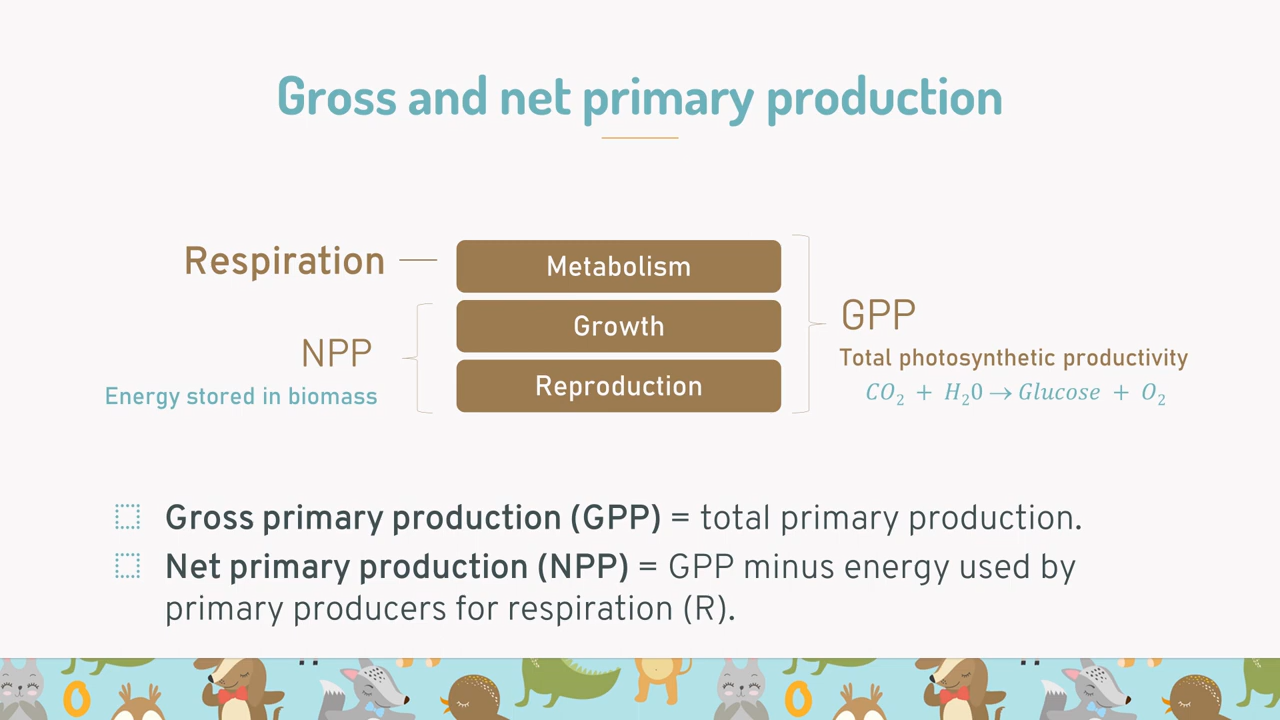 Gross and net primary production
Respiration
Metabolism
Growth
Reproduction
NPP
Energy stored in biomass
GPP
Total photosynthetic productivity
CO₂ + H₂0 → Glucose + O₂
Gross primary production (GPP) = total primary production.
Net primary production (NPP) = GPP minus energy used by
primary producers for respiration (R).